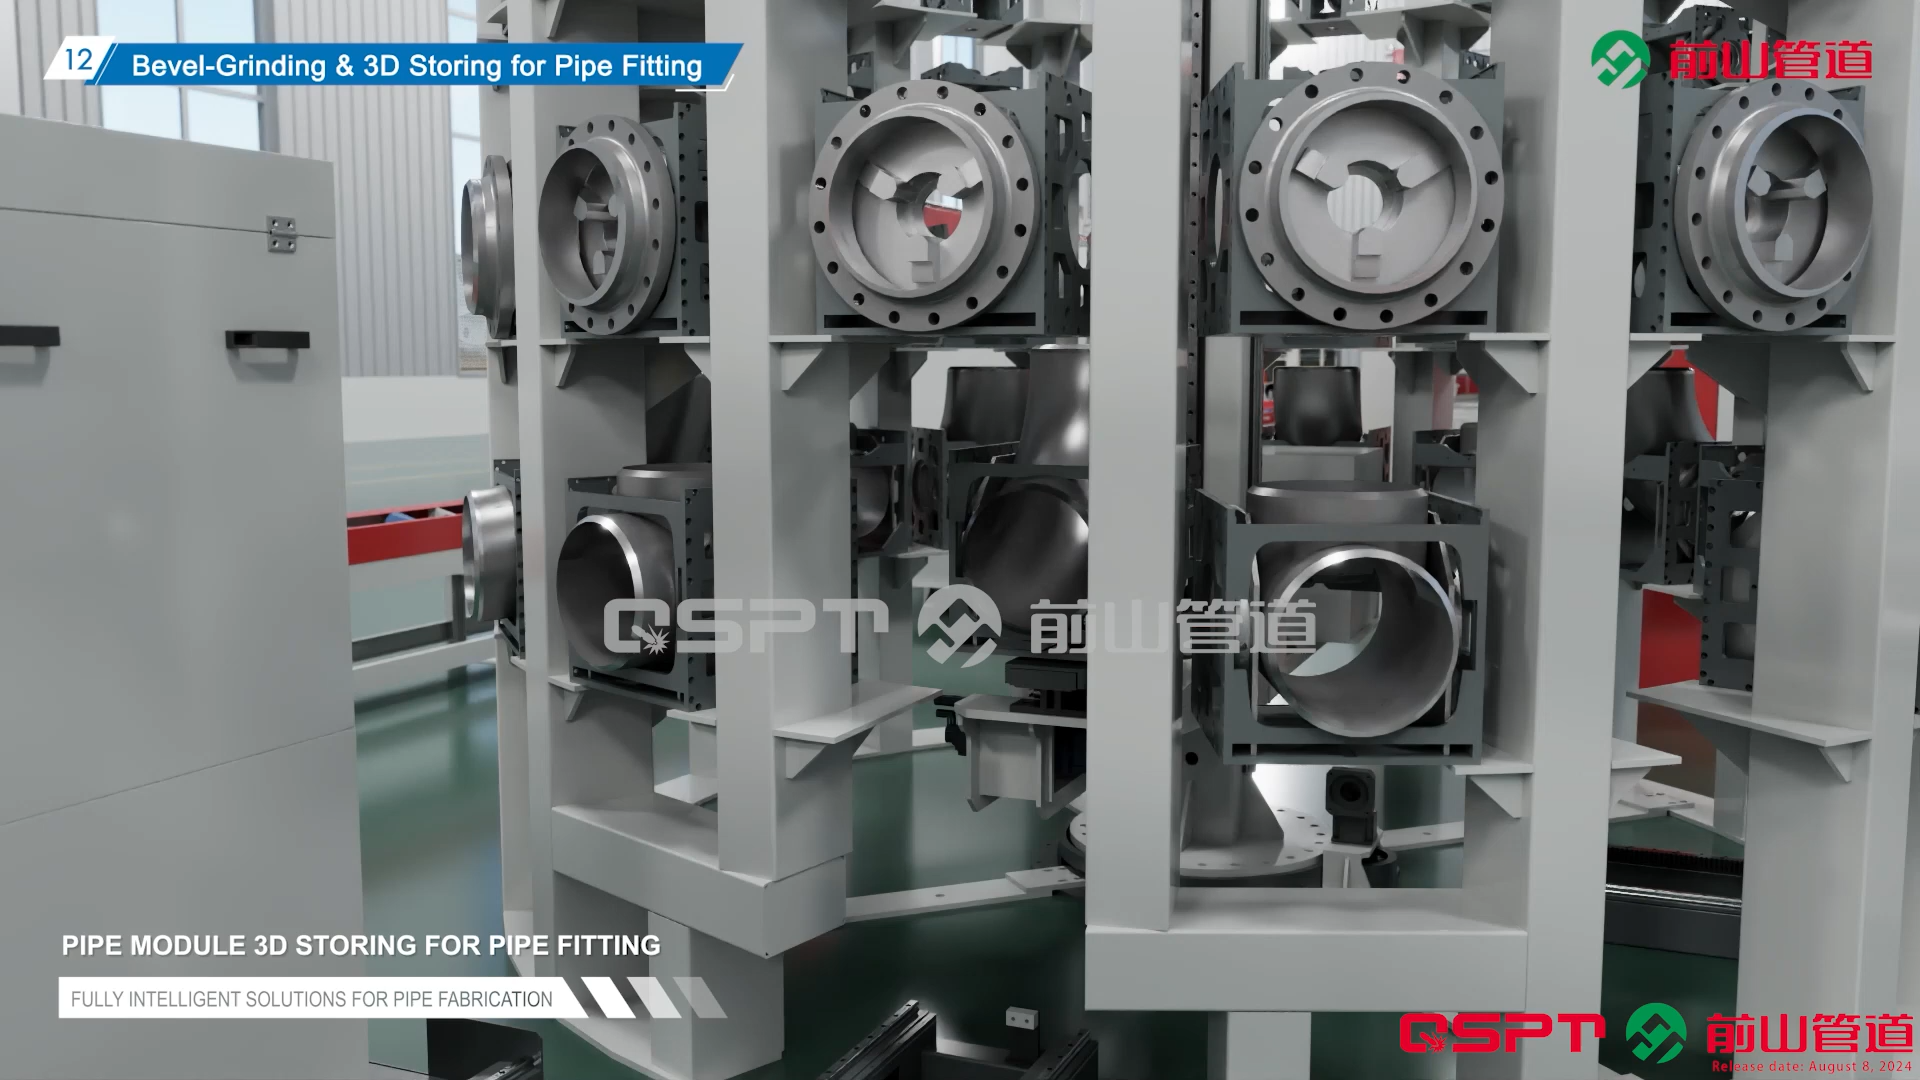 12
Bevel-Grinding & 3D Storing for Pipe Fitting
前山管道
QSPT 前山管道
PIPE MODULE 3D STORING FOR PIPE FITTING
FULLY INTELLIGENT SOLUTIONS FOR PIPE FABRICATION
QSPT 前山管道
Release date: August 8, 2024